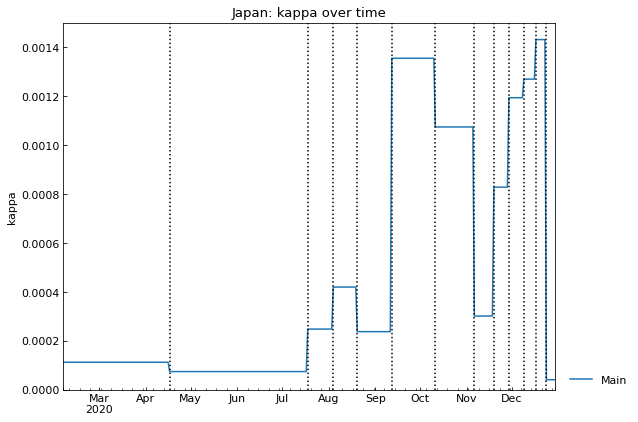 Japan: kappa over time
kappa
0.0014
0.0012
0.0010
0.0008
0.0006
0.0004
0.0002
0.0000
Mar Apr May Jun Jul Aug Sep Oct Nov Dec
2020
Main